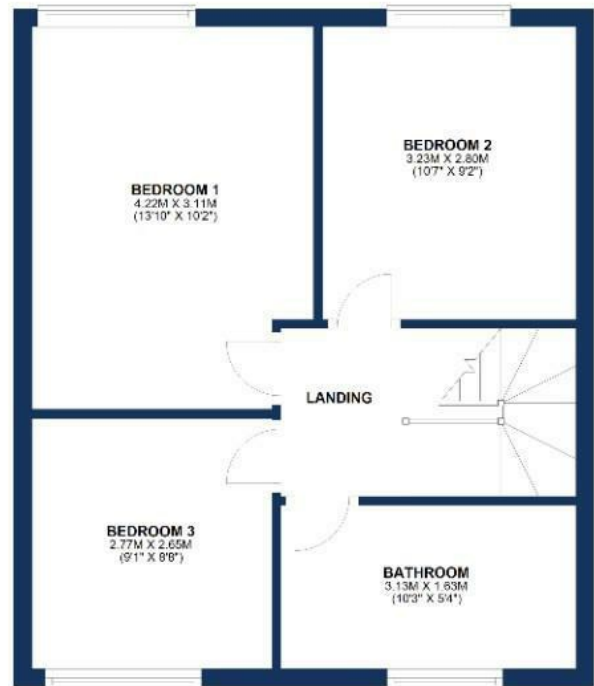 BEDROOM 1
4.22M X 3.11M
(13'10" X 10'2")
BEDROOM 2
3.23M X 2.80M
(10'7" X 9'2")
LANDING
BEDROOM 3
2.77M X 2.65M
(9'1" X 8'8")
BATHROOM
3.13M X 1.63M
(10'3" X 5'4")